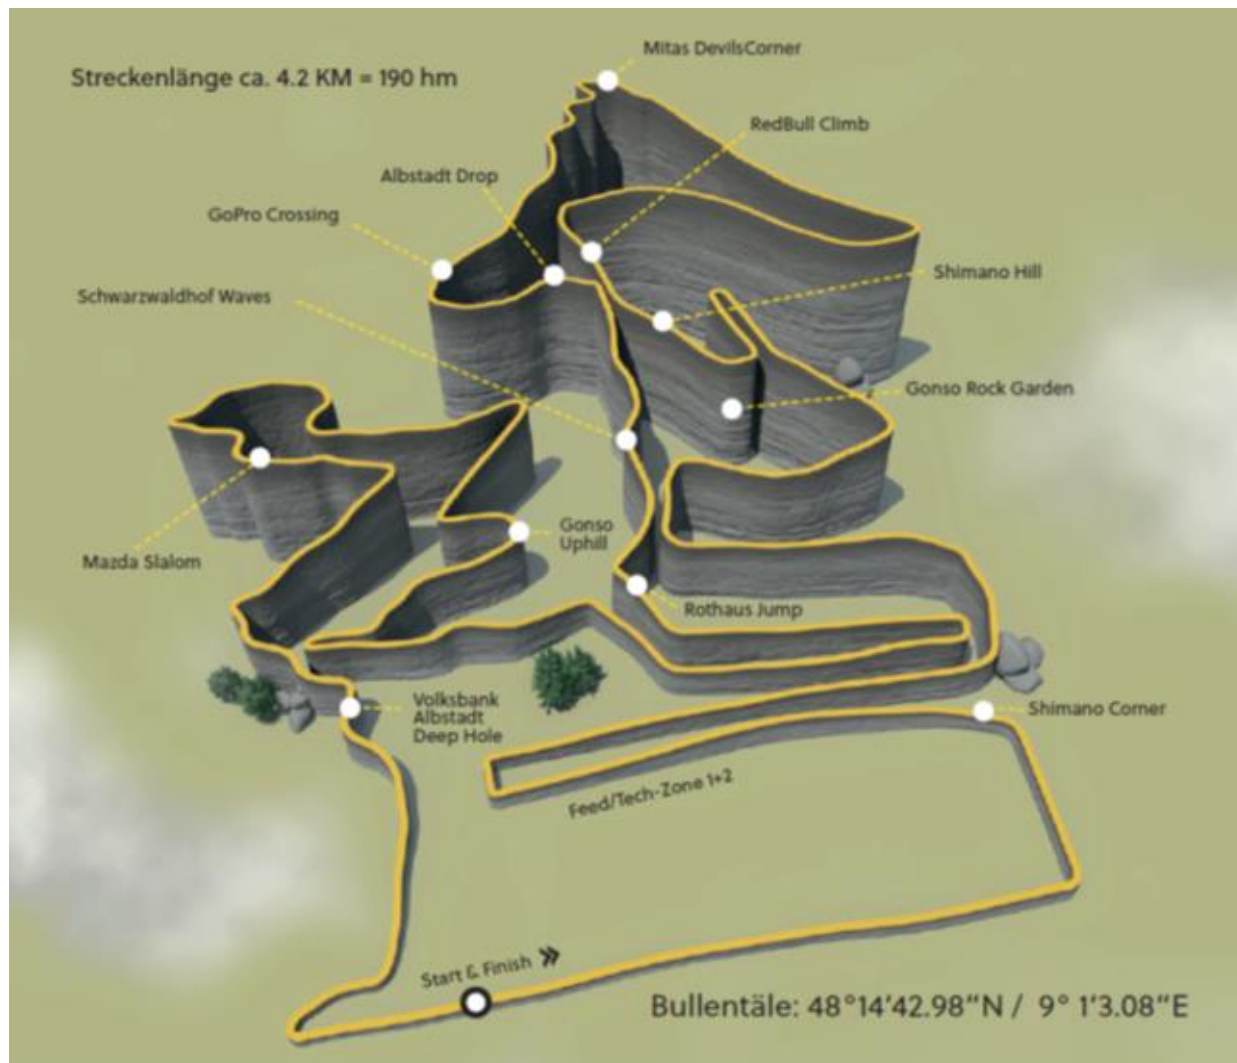 Mitas DevilsCorner
Streckenlänge ca. 4.2 KM = 190 hm
RedBull Climb
Albstadt Drop
GoPro Crossing
Shimano Hill
Schwarzwaldhof Waves
Gonso Rock Garden
Gonso
Uphill
Mazda Slalom
Rothaus Jump
Volksbank
Albstadt
Deep Hole
Shimano Corner
Feed/Tech-Zone 1+2
Start & Finish »
Bullentäle: 48°14'42.98"N / 9° 1'3.08"E